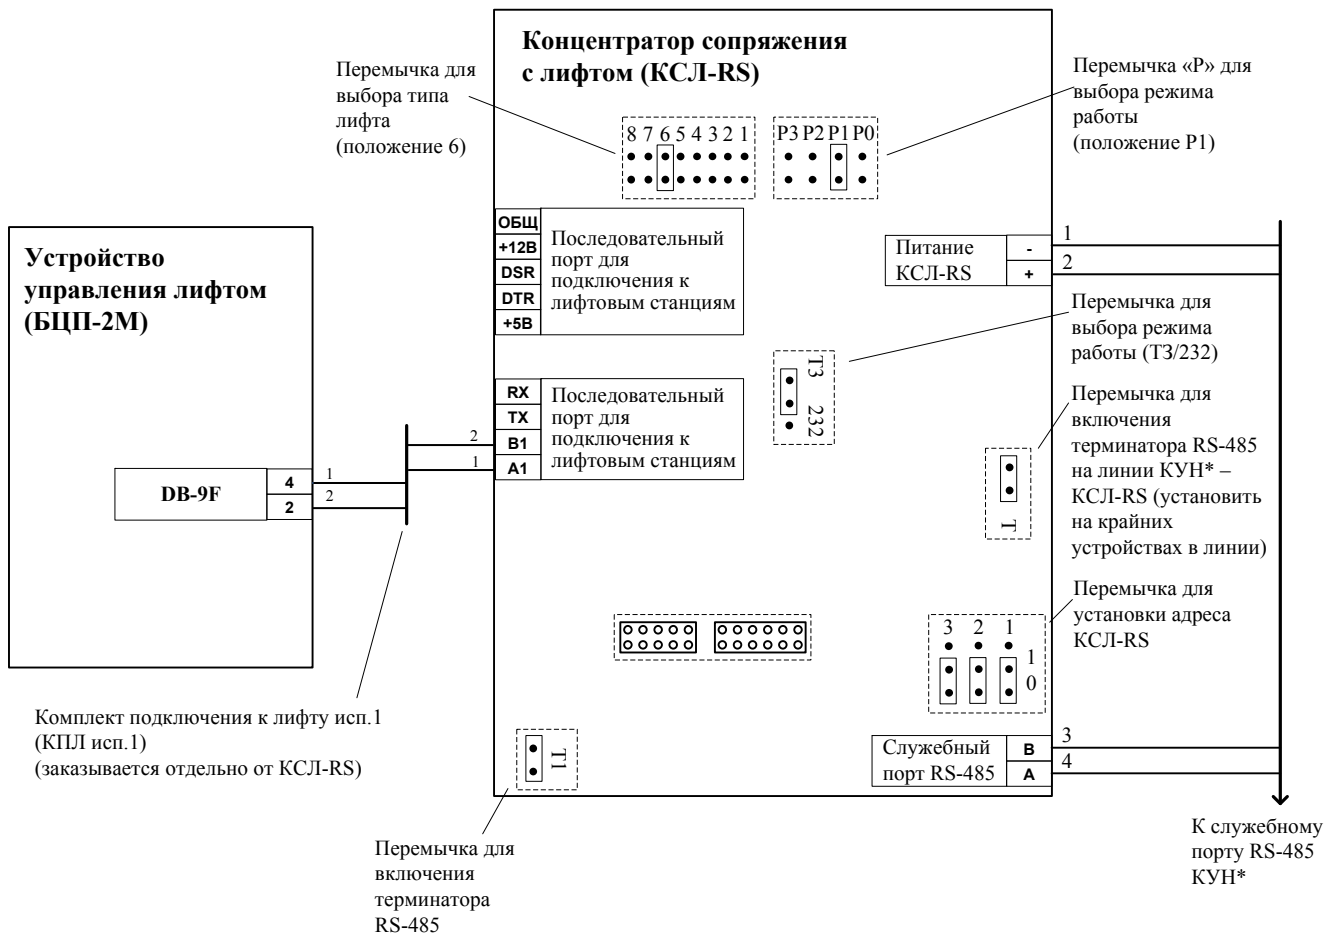 Концентратор сопряжения
с лифтом (КСЛ-RS)
Перемычка для
выбора типа
лифта
(положение 6)
Перемычка «Р» для
выбора режима
работы
(положение Р1)
8 7 6 5 4 3 2 1
Р3 Р2 Р1 Р0
Устройство
управления лифтом
(БЦП-2М)
ОБЩ
+12В
DSR
DTR
+5В
Последовательный
порт для
подключения к
лифтовым станциям
Питание
КСЛ-RS
-
+
1
2
Перемычка для
выбора режима
работы (ТЗ/232)
ТЗ
232
RX
TX
B1
A1
Последовательный
порт для
подключения к
лифтовым станциям
2
1
Перемычка для
включения
терминатора RS-485
на линии КУН* –
КСЛ-RS (установить
на крайних
устройствах в линии)
Т
DB-9F
4
2
1
2
Перемычка для
установки адреса
КСЛ-RS
3 2 1
1
0
Комплект подключения к лифту исп.1
(КПЛ исп.1)
(заказывается отдельно от КСЛ-RS)
Т1
Служебный
порт RS-485
B
A
3
4
Перемычка для
включения
терминатора
RS-485
К служебному
порту RS-485
КУН*